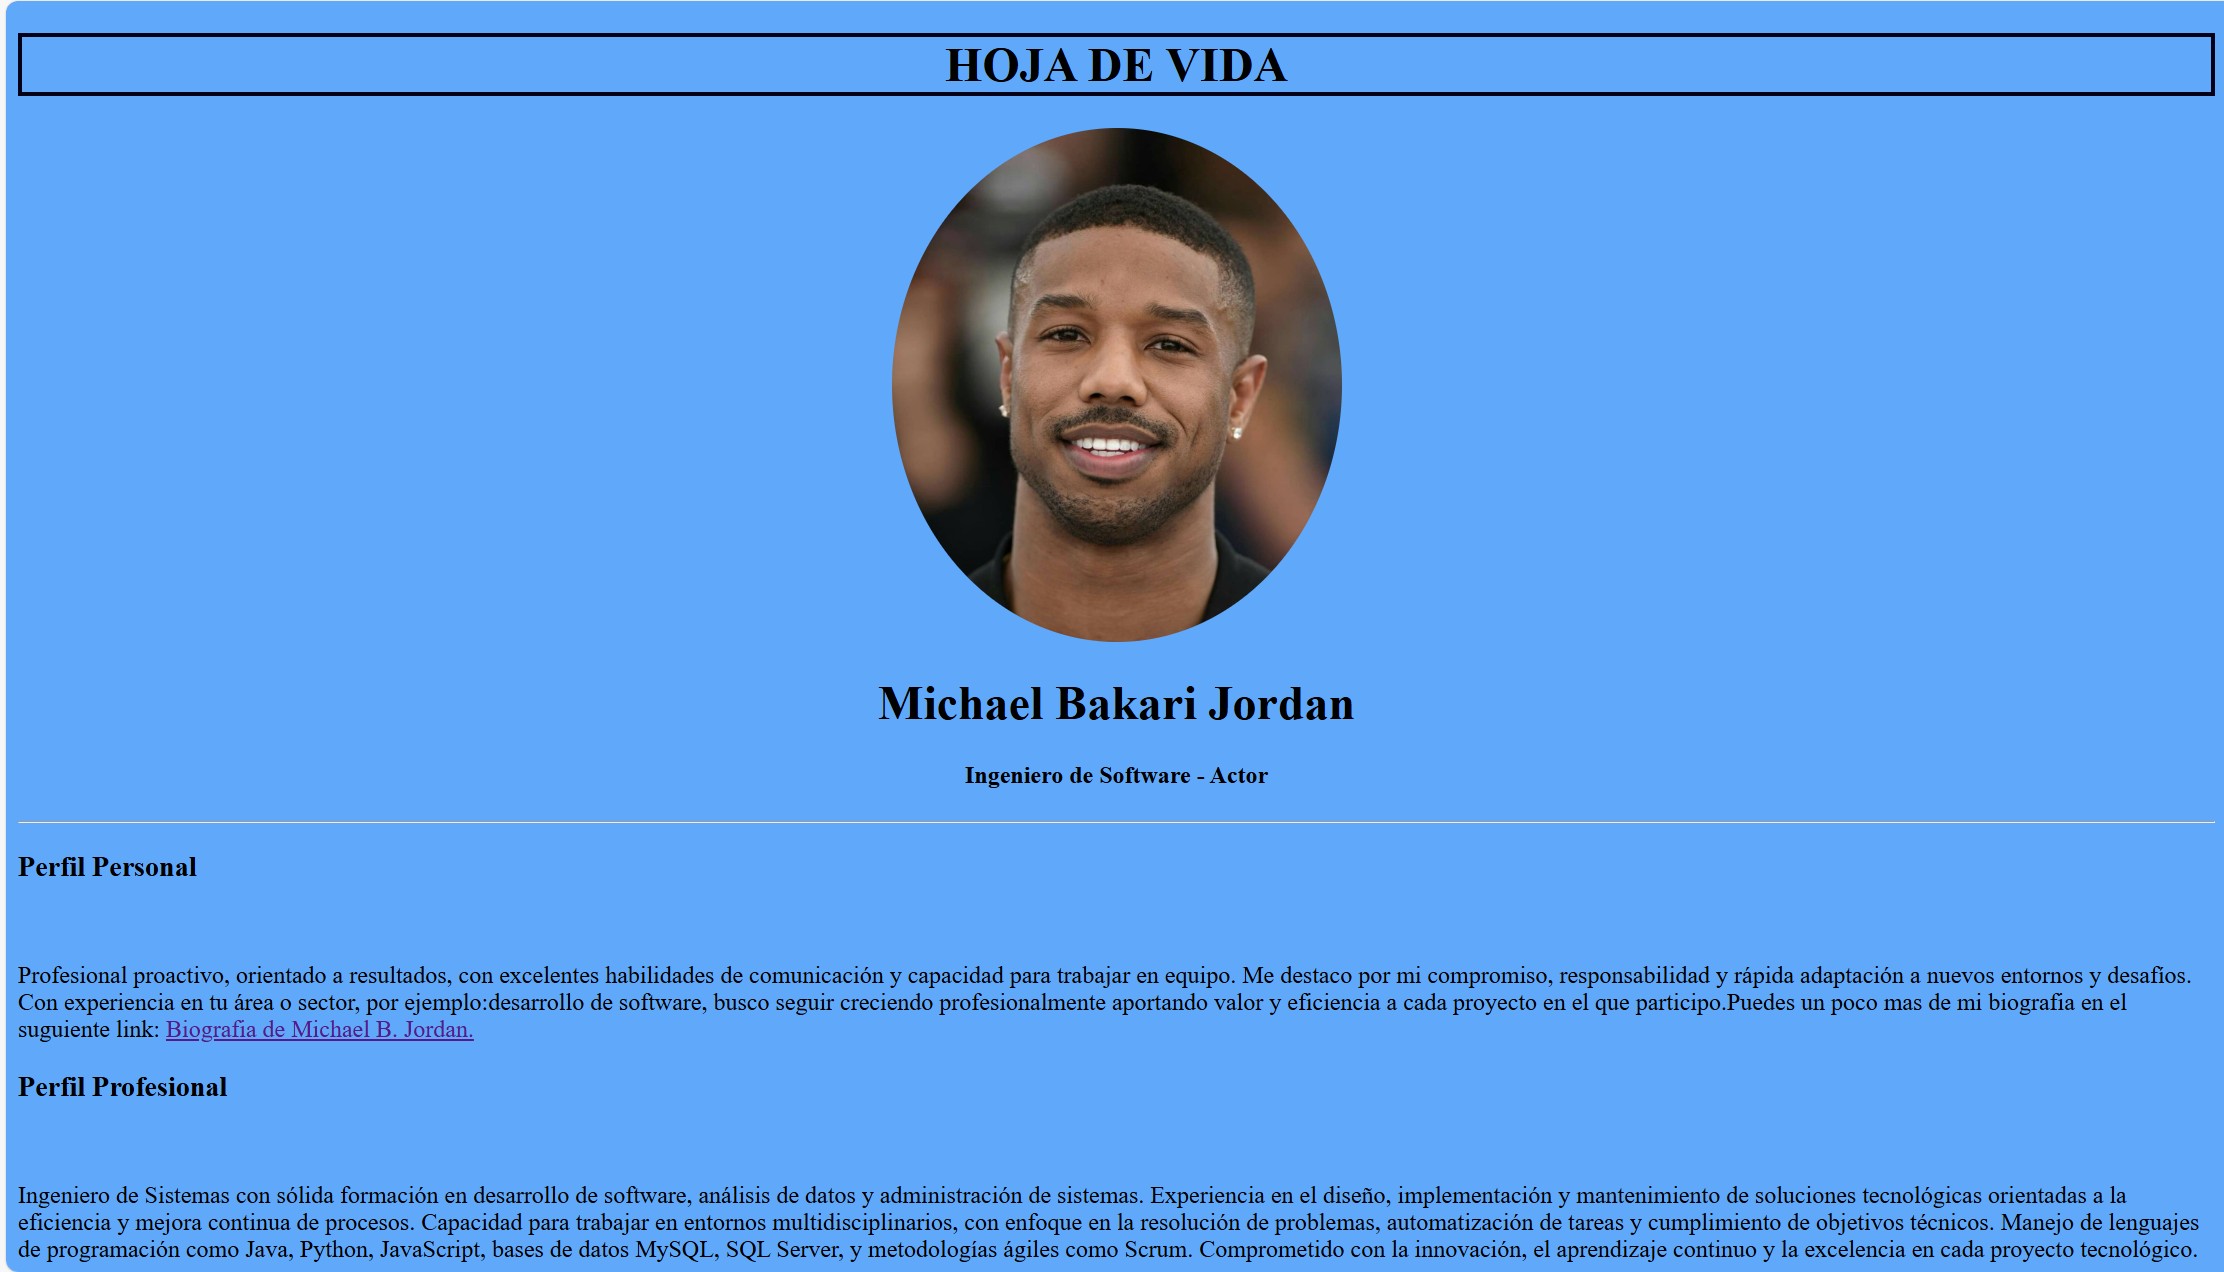 HOJA DE VIDA
Michael Bakari Jordan
Ingeniero de Software - Actor
Perfil Personal
Profesional proactivo, orientado a resultados, con excelentes habilidades de comunicación y capacidad para trabajar en equipo. Me destaco por mi compromiso, responsabilidad y rápida adaptación a nuevos entornos y desafíos.
Con experiencia en tu área o sector, por ejemplo:desarrollo de software, busco seguir creciendo profesionalmente aportando valor y eficiencia a cada proyecto en el que participo.Puedes un poco mas de mi biografia en el
suguiente link: Biografia de Michael B. Jordan.
Perfil Profesional
Ingeniero de Sistemas con sólida formación en desarrollo de software, análisis de datos y administración de sistemas. Experiencia en el diseño, implementación y mantenimiento de soluciones tecnológicas orientadas a la
eficiencia y mejora continua de procesos. Capacidad para trabajar en entornos multidisciplinarios, con enfoque en la resolución de problemas, automatización de tareas y cumplimiento de objetivos técnicos. Manejo de lenguajes
de programación como Java, Python, JavaScript, bases de datos MySQL, SQL Server, y metodologías ágiles como Scrum. Comprometido con la innovación, el aprendizaje continuo y la excelencia en cada proyecto tecnológico.